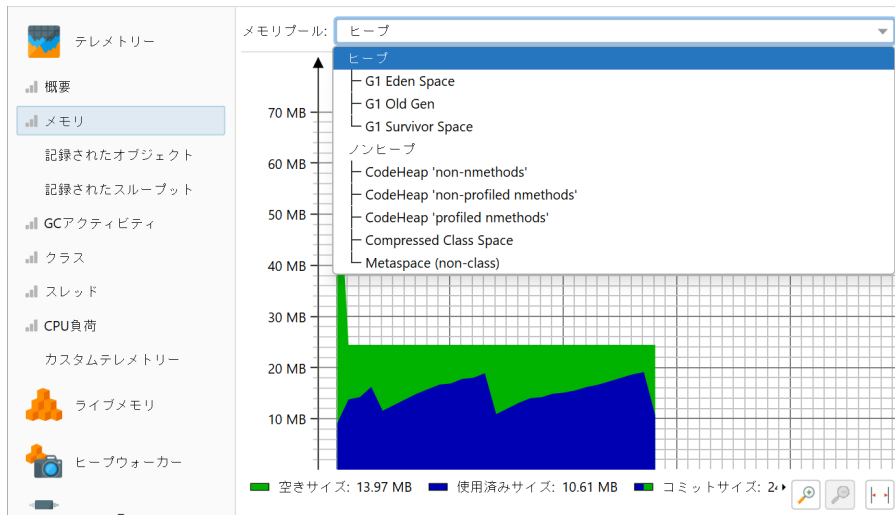 テレメトリー
概要
メモリ
記録されたオブジェクト
記録されたスループット
GCアクティビティ
クラス
スレッド
CPU負荷
カスタムテレメトリー
ライブメモリ
ヒープウォーカー
メモリプール: ヒープ
ヒープ
G1 Eden Space
G1 Old Gen
G1 Survivor Space
ノンヒープ
CodeHeap 'non-nmethods'
CodeHeap 'non-profiled nmethods'
CodeHeap 'profiled nmethods'
Compressed Class Space
Metaspace (non-class)
70 MB
60 MB
50 MB
40 MB
30 MB
20 MB
10 MB
空きサイズ: 13.97 MB 使用済みサイズ: 10.61 MB コミットサイズ: